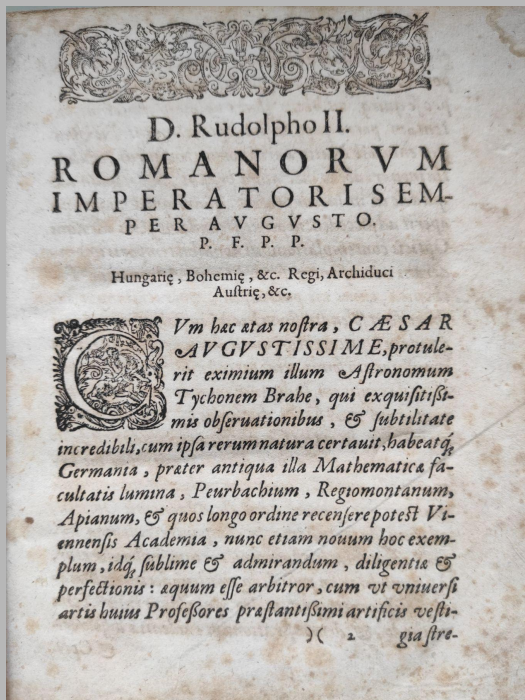 D. Rudolpho II.
ROMANORVM
IMPERATORI SEM-
PER AVGVSTO.
P. F. P. P.
Hungarię, Bohemię, &c. Regi, Archiduci
Austrię, &c.
CVm hæc ætas nostra, CÆSAR
AVGVSTISSIME, protule-
rit eximium illum Astronomum
Tychonem Brahe, qui exquisitißi-
mis obseruationibus, & subtilitate
incredibili, cum ipsa rerum natura certauit, habeatq́;
Germania, præter antiqua illa Mathematicæ fa-
cultatis lumina, Peurbachium, Regiomontanum,
Apianum, & quos longo ordine recensere potest Vi-
ennensis Academia, nunc etiam nouum hoc exem-
plum, idq́; sublime & admirandum, diligentiæ &
perfectionis: æquum esse arbitror, cum vt vniuersi
artis huius Profeßores præstantißimi artificis vesti-
)( 2 gia stre-